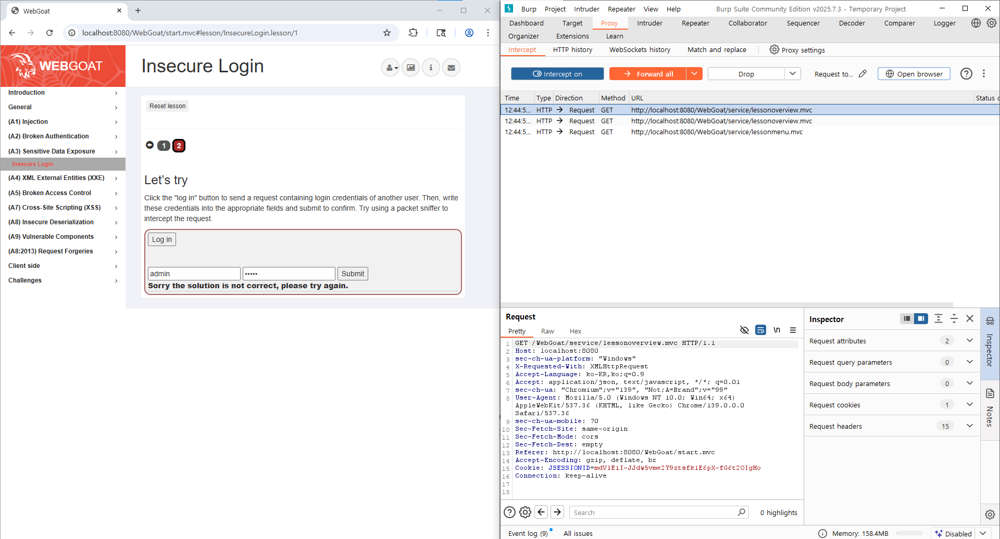 WebGoat
localhost:8080/WebGoat/start.mvc#lesson/InsecureLogin.lesson/1
WEBGOAT
Introduction
General
(A1) Injection
(A2) Broken Authentication
(A3) Sensitive Data Exposure
Insecure Login
(A4) XML External Entities (XXE)
(A5) Broken Access Control
(A7) Cross-Site Scripting (XSS)
(A8) Insecure Deserialization
(A9) Vulnerable Components
(A8:2013) Request Forgeries
Client side
Challenges
Insecure Login
Reset lesson
1 2
Let's try
Click the "log in" button to send a request containing login credentials of another user. Then, write
these credentials into the appropriate fields and submit to confirm. Try using a packet sniffer to
intercept the request.
Log in
admin ••••• Submit
Sorry the solution is not correct, please try again.
Burp Project Intruder Repeater View Help Burp Suite Community Edition v2025.7.3 - Temporary Project
Dashboard Target Proxy Intruder Repeater Collaborator Sequencer Decoder Comparer Logger
Organizer Extensions Learn
Intercept HTTP history WebSockets history Match and replace Proxy settings
Intercept on Forward all Drop Request to... Open browser
Time Type Direction Method URL Status c
12:44:5... HTTP → Request GET http://localhost:8080/WebGoat/service/lessonoverview.mvc
12:44:5... HTTP → Request GET http://localhost:8080/WebGoat/service/lessonoverview.mvc
12:44:5... HTTP → Request GET http://localhost:8080/WebGoat/service/lessonmenu.mvc
Request
Pretty Raw Hex \n
1 GET /WebGoat/service/lessonoverview.mvc HTTP/1.1
2 Host: localhost:8080
3 sec-ch-ua-platform: "Windows"
4 X-Requested-With: XMLHttpRequest
5 Accept-Language: ko-KR,ko;q=0.9
6 Accept: application/json, text/javascript, */*; q=0.01
7 sec-ch-ua: "Chromium";v="139", "Not;A=Brand";v="99"
8 User-Agent: Mozilla/5.0 (Windows NT 10.0; Win64; x64)
AppleWebKit/537.36 (KHTML, like Gecko) Chrome/139.0.0.0
Safari/537.36
9 sec-ch-ua-mobile: ?0
10 Sec-Fetch-Site: same-origin
11 Sec-Fetch-Mode: cors
12 Sec-Fetch-Dest: empty
13 Referer: http://localhost:8080/WebGoat/start.mvc
14 Accept-Encoding: gzip, deflate, br
15 Cookie: JSESSIONID=mdVlEiI-JJdw5vme2Y9ztsfk1E6pX-fG6t2OIgHo
16 Connection: keep-alive
17
18
Search 0 highlights
Inspector
Request attributes 2
Request query parameters 0
Request body parameters 0
Request cookies 1
Request headers 15
Inspector
Notes
Event log (9) All issues Memory: 158.4MB Disabled